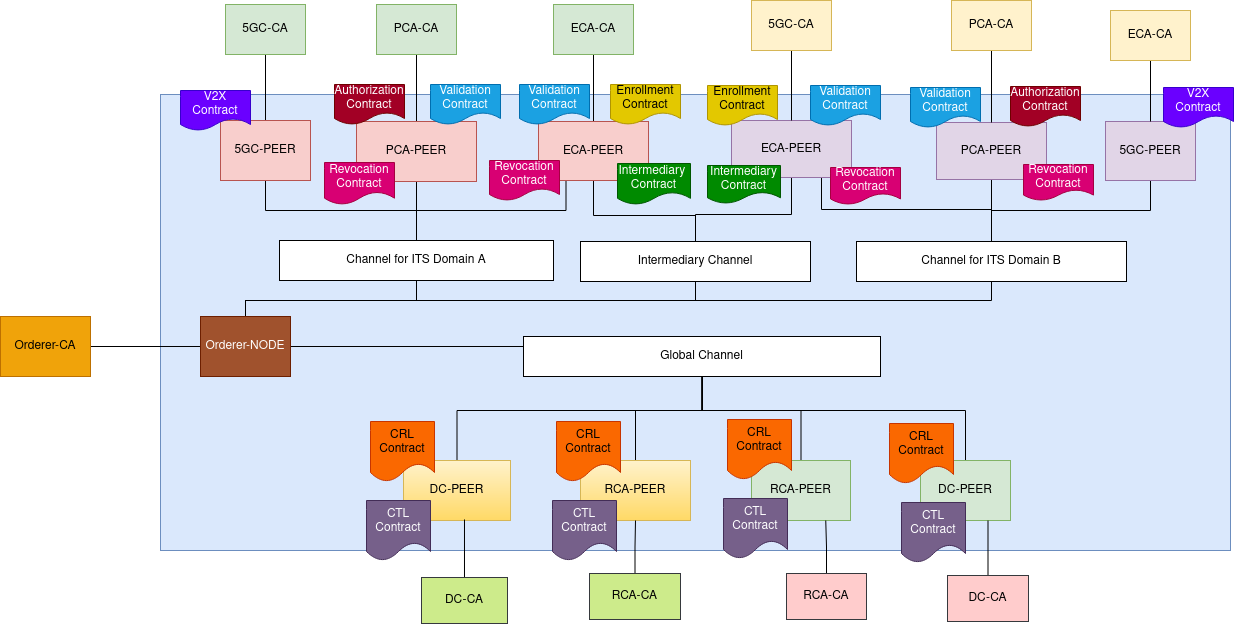 5GC-CA
PCA-CA
ECA-CA
5GC-CA
PCA-CA
ECA-CA
V2X
Contract
Authorization
Contract
Validation
Contract
Validation
Contract
Enrollment
Contract
Enrollment
Contract
Validation
Contract
Validation
Contract
Authorization
Contract
V2X
Contract
5GC-PEER
PCA-PEER
ECA-PEER
ECA-PEER
PCA-PEER
5GC-PEER
Revocation
Contract
Revocation
Contract
Intermediary
Contract
Intermediary
Contract
Revocation
Contract
Revocation
Contract
Channel for ITS Domain A
Intermediary Channel
Channel for ITS Domain B
Orderer-CA
Orderer-NODE
Global Channel
CRL
Contract
CRL
Contract
CRL
Contract
CRL
Contract
DC-PEER
RCA-PEER
RCA-PEER
DC-PEER
CTL
Contract
CTL
Contract
CTL
Contract
CTL
Contract
DC-CA
RCA-CA
RCA-CA
DC-CA